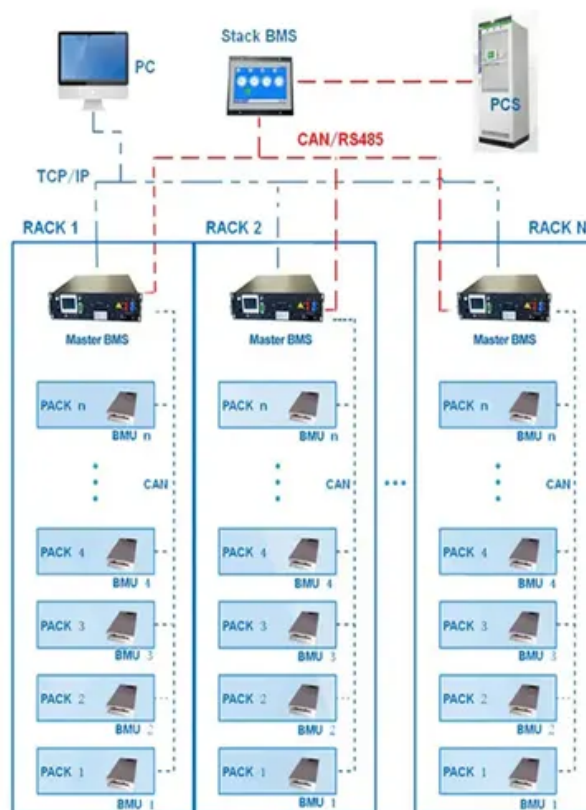 Stack BMS
PC
PCS
CAN/RS485
TCP/IP
RACK 1
RACK 2
RACK N
Master BMS
Master BMS
Master BMS
PACK n
BMU n
PACK n
BMU n
PACK n
BMU n
CAN
CAN
CAN
PACK 4
BMU 4
PACK 4
BMU 4
PACK 4
BMU 4
PACK 3
BMU 3
PACK 3
BMU 3
PACK 3
BMU 3
PACK 2
BMU 2
PACK 2
BMU 2
PACK 2
BMU 2
PACK 1
BMU 1
PACK 1
BMU 1
PACK 1
BMU 1